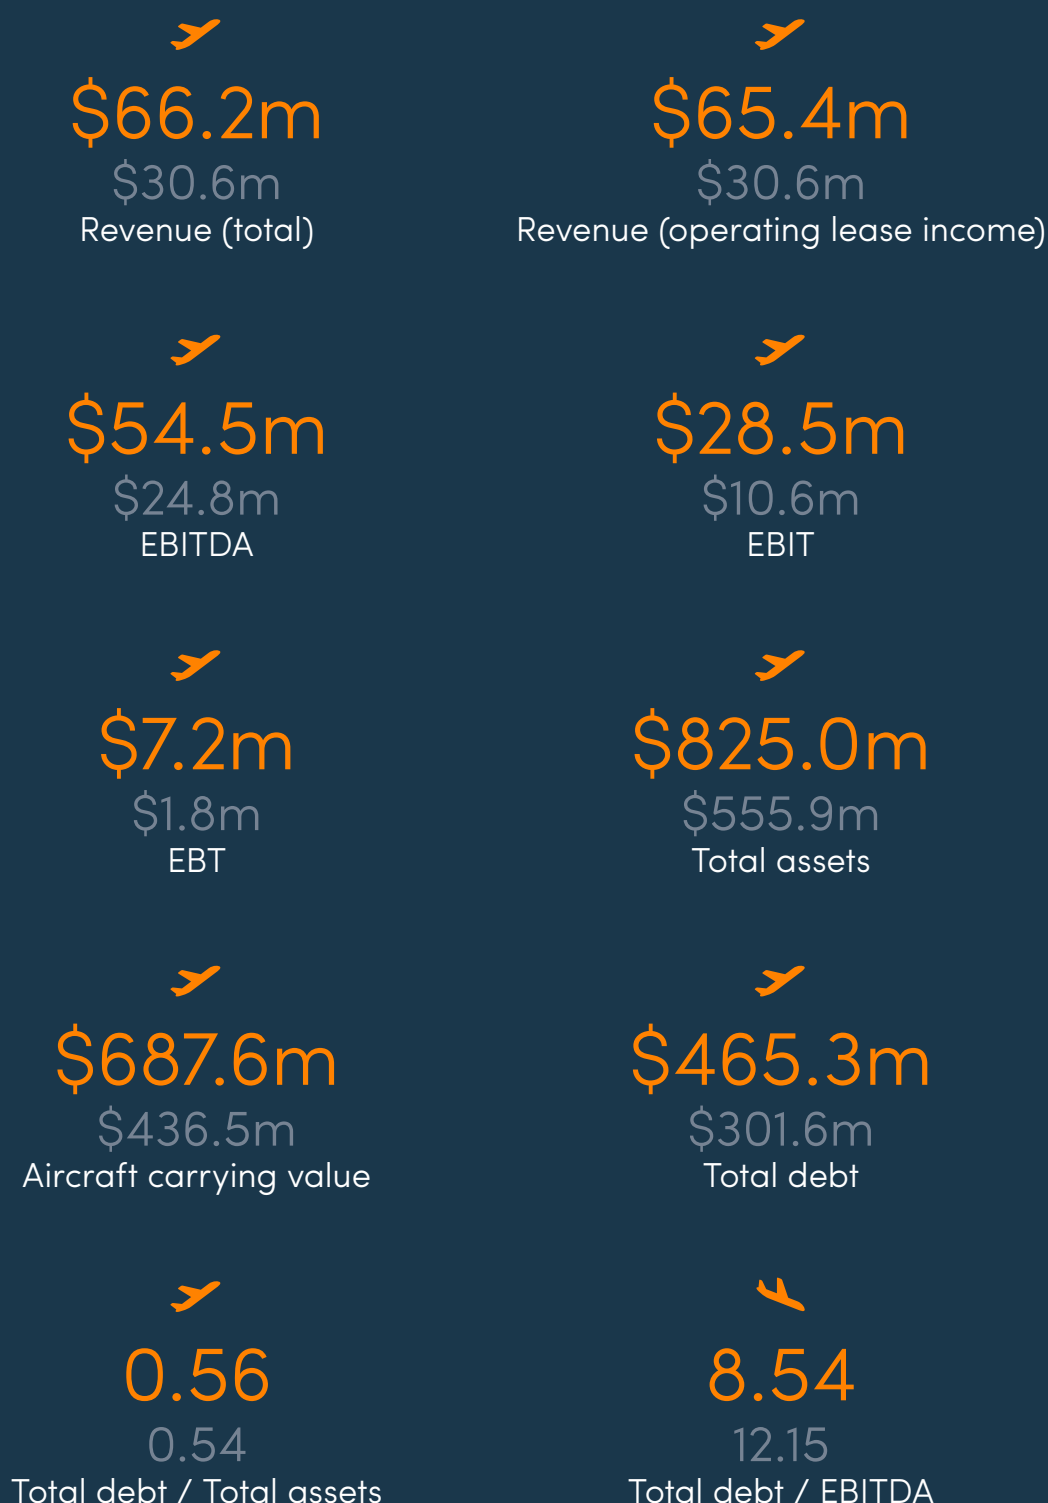 $66.2m
$30.6m
Revenue (total)
$65.4m
$30.6m
Revenue (operating lease income)
$54.5m
$24.8m
EBITDA
$28.5m
$10.6m
EBIT
$7.2m
$1.8m
EBT
$825.0m
$555.9m
Total assets
$687.6m
$436.5m
Aircraft carrying value
$465.3m
$301.6m
Total debt
0.56
0.54
Total debt / Total assets
8.54
12.15
Total debt / EBITDA